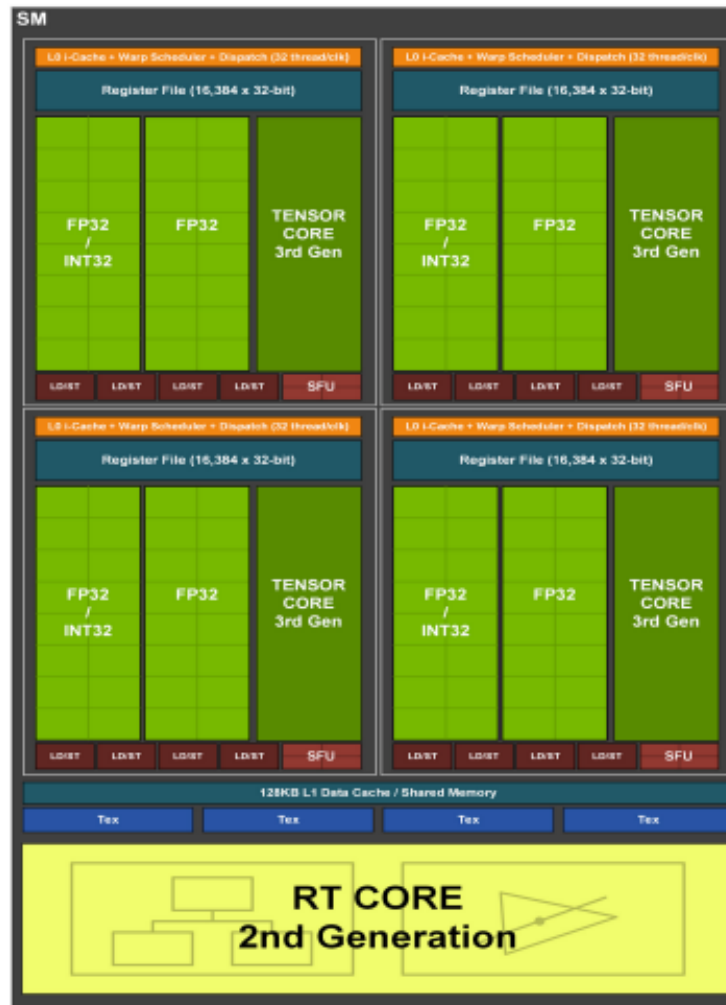 SM
L0 i-Cache + Warp Scheduler + Dispatch (32 thread/clk)
Register File (16,384 x 32-bit)
FP32
/
INT32
FP32
TENSOR
CORE
3rd Gen
LD/ST LD/ST LD/ST LD/ST SFU
L0 i-Cache + Warp Scheduler + Dispatch (32 thread/clk)
Register File (16,384 x 32-bit)
FP32
/
INT32
FP32
TENSOR
CORE
3rd Gen
LD/ST LD/ST LD/ST LD/ST SFU
L0 i-Cache + Warp Scheduler + Dispatch (32 thread/clk)
Register File (16,384 x 32-bit)
FP32
/
INT32
FP32
TENSOR
CORE
3rd Gen
LD/ST LD/ST LD/ST LD/ST SFU
L0 i-Cache + Warp Scheduler + Dispatch (32 thread/clk)
Register File (16,384 x 32-bit)
FP32
/
INT32
FP32
TENSOR
CORE
3rd Gen
LD/ST LD/ST LD/ST LD/ST SFU
128KB L1 Data Cache / Shared Memory
Tex Tex Tex Tex
RT CORE
2nd Generation